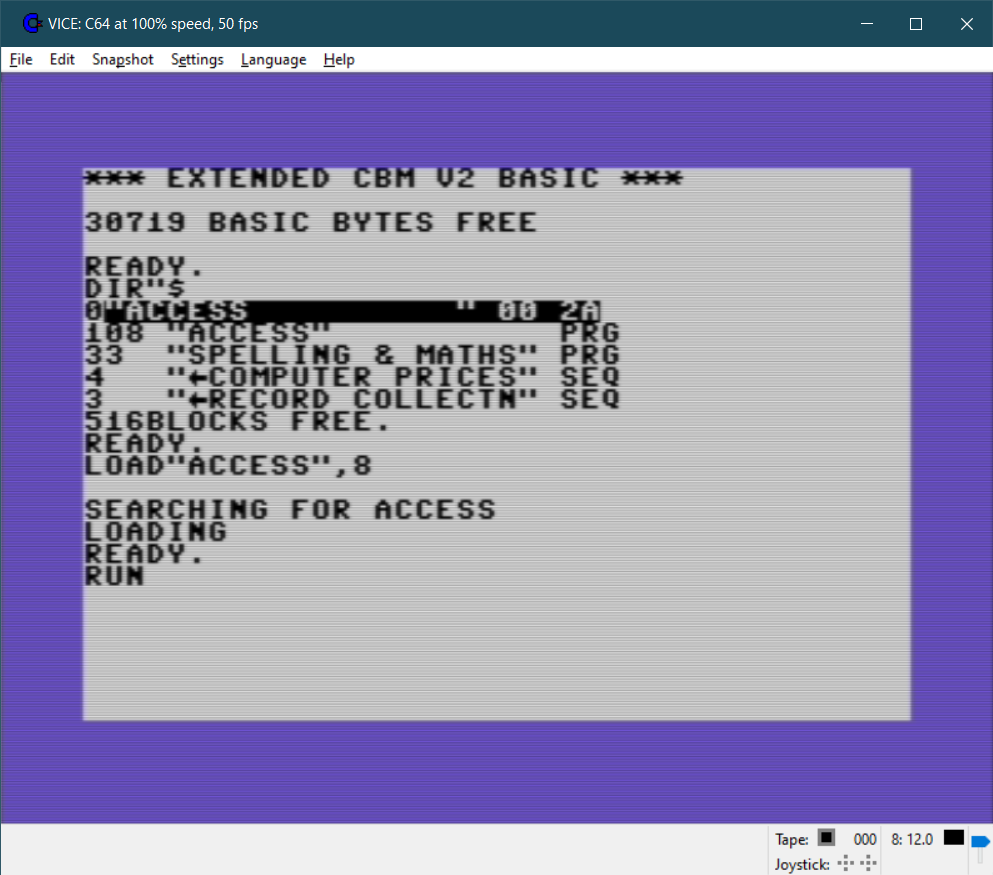 VICE: C64 at 100% speed, 50 fps
File Edit Snapshot Settings Language Help
*** EXTENDED CBM V2 BASIC ***
30719 BASIC BYTES FREE
READY.
DIR"$
0"ACCESS          " 00 2A
108 "ACCESS"           PRG
33  "SPELLING & MATHS" PRG
4   "←COMPUTER PRICES" SEQ
3   "←RECORD COLLECTN" SEQ
516BLOCKS FREE.
READY.
LOAD"ACCESS",8
SEARCHING FOR ACCESS
LOADING
READY.
RUN
Tape: 000 8: 12.0
Joystick: